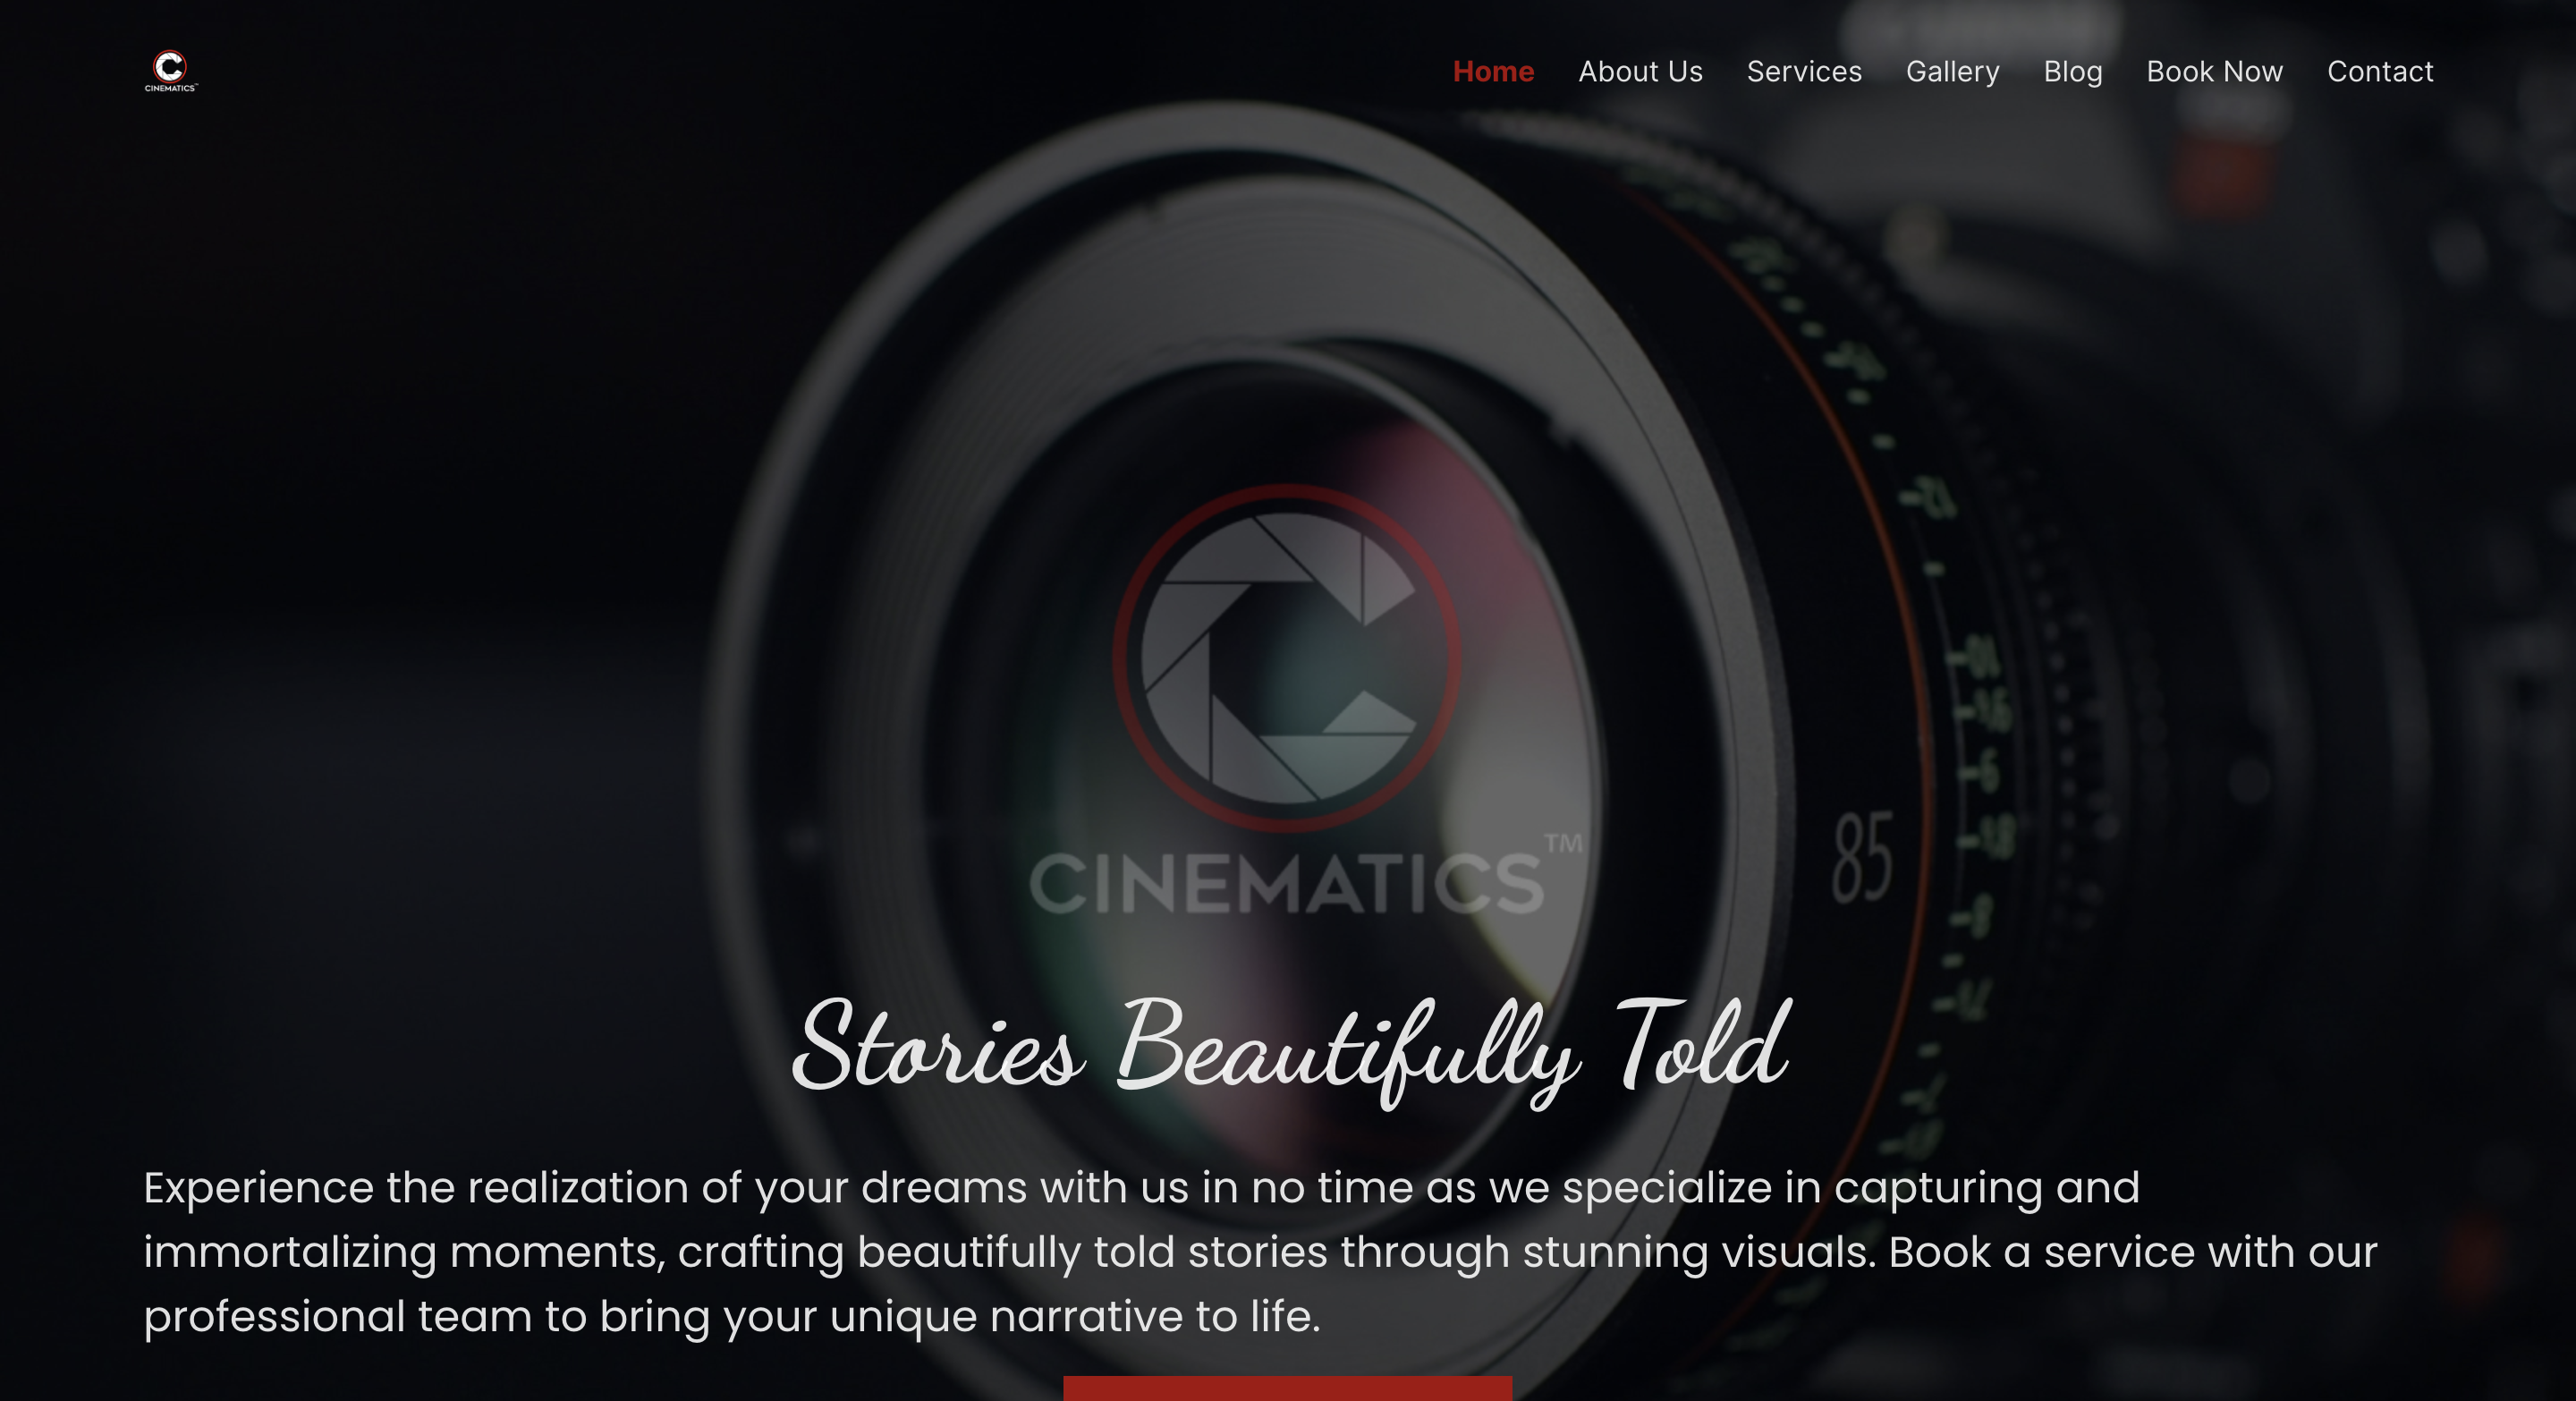 CINEMATICS™
Home About Us Services Gallery Blog Book Now Contact
CINEMATICS™
85
Stories Beautifully Told
Experience the realization of your dreams with us in no time as we specialize in capturing and
immortalizing moments, crafting beautifully told stories through stunning visuals. Book a service with our
professional team to bring your unique narrative to life.